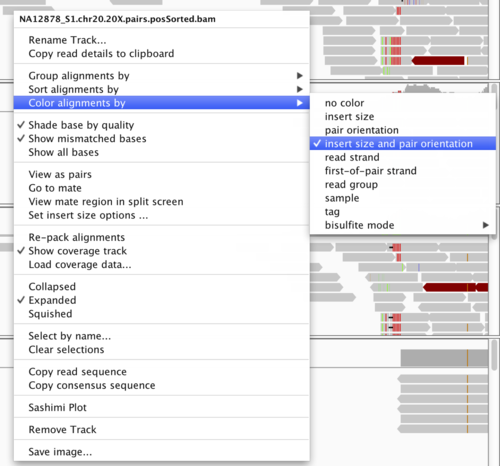 NA12878_S1.chr20.20X.pairs.posSorted.bam
Rename Track...
Copy read details to clipboard
Group alignments by
Sort alignments by
Color alignments by
Shade base by quality
Show mismatched bases
Show all bases
View as pairs
Go to mate
View mate region in split screen
Set insert size options ...
Re-pack alignments
Show coverage track
Load coverage data...
Collapsed
Expanded
Squished
Select by name...
Clear selections
Copy read sequence
Copy consensus sequence
Sashimi Plot
Remove Track
Save image...
no color
insert size
pair orientation
insert size and pair orientation
read strand
first-of-pair strand
read group
sample
tag
bisulfite mode